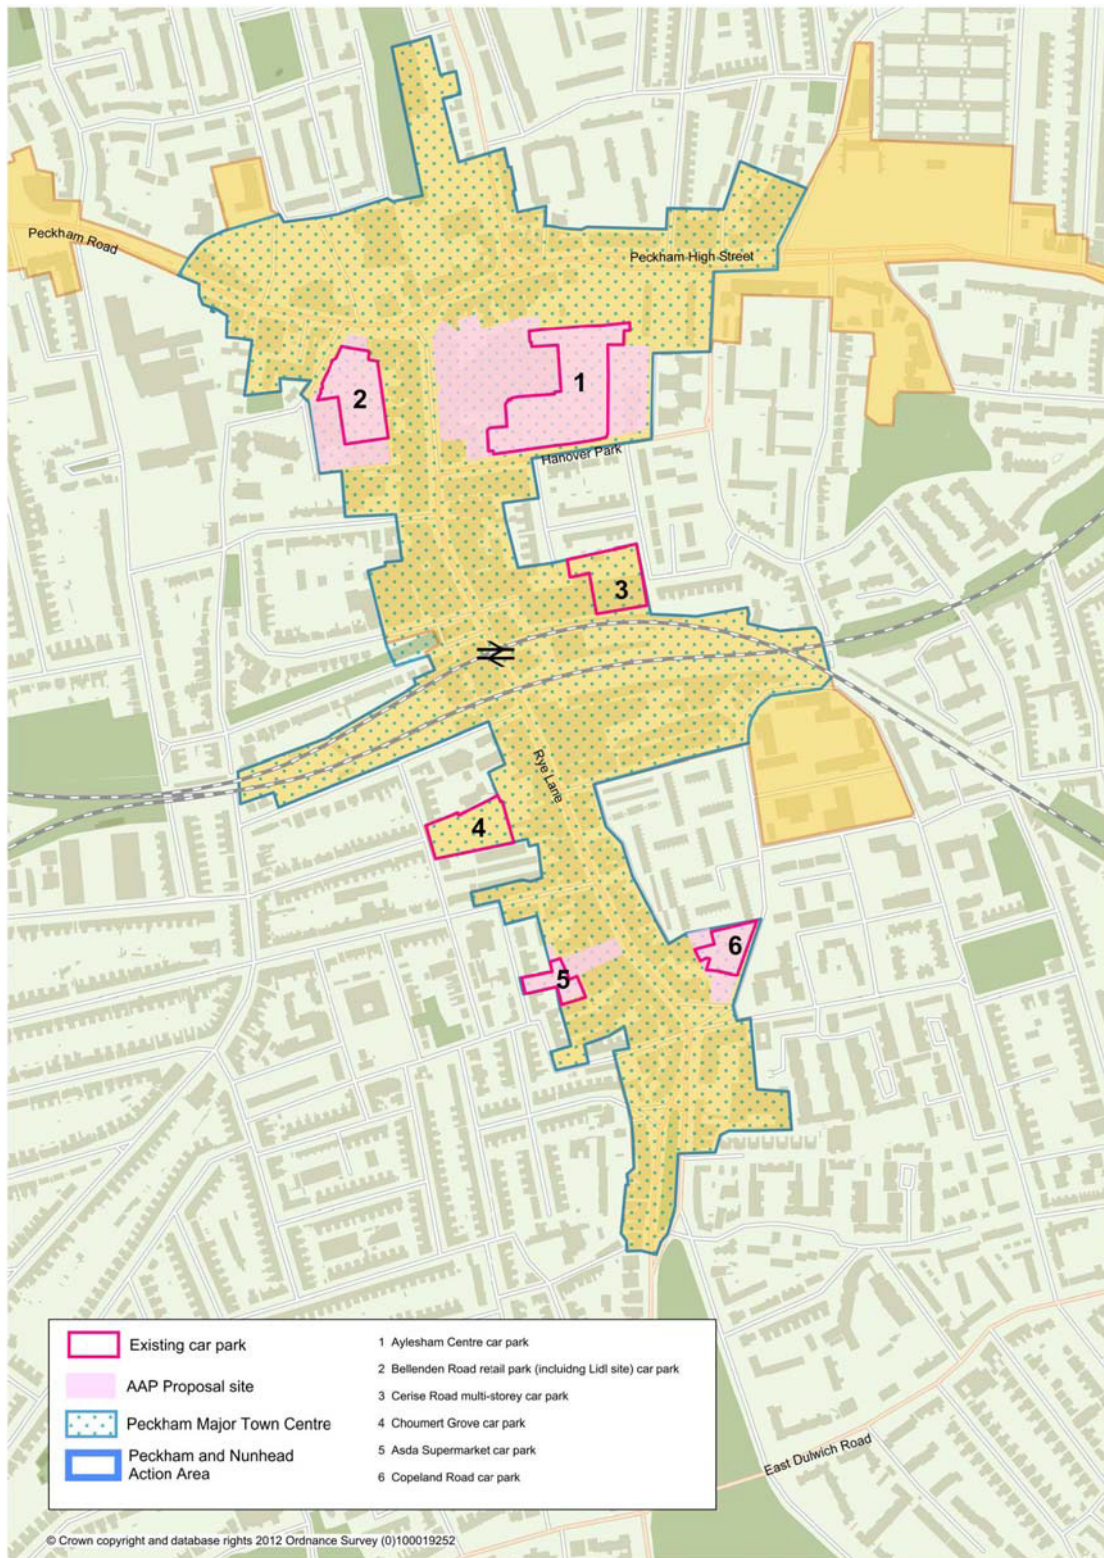 Peckham Road
Peckham High Street
1
2
Hanover Park
3
Rye Lane
4
6
5
Existing car park
AAP Proposal site
Peckham Major Town Centre
Peckham and Nunhead
Action Area
1 Aylesham Centre car park
2 Bellenden Road retail park (incluidng Lidl site) car park
3 Cerise Road multi-storey car park
4 Choumert Grove car park
5 Asda Supermarket car park
6 Copeland Road car park
East Dulwich Road
© Crown copyright and database rights 2012 Ordnance Survey (0)100019252